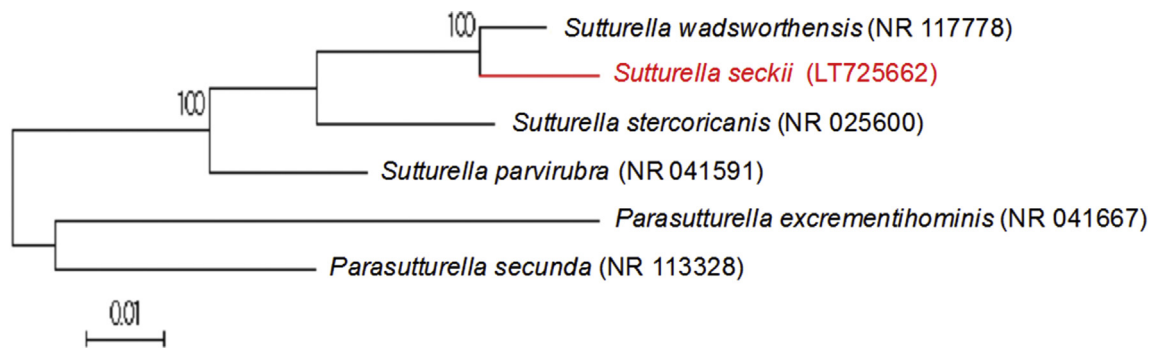 100 Sutturella wadsworthensis (NR 117778)
Sutturella seckii (LT725662)
100
Sutturella stercoricanis (NR 025600)
Sutturella parvirubra (NR 041591)
Parasutturella excrementihominis (NR 041667)
Parasutturella secunda (NR 113328)
0.01